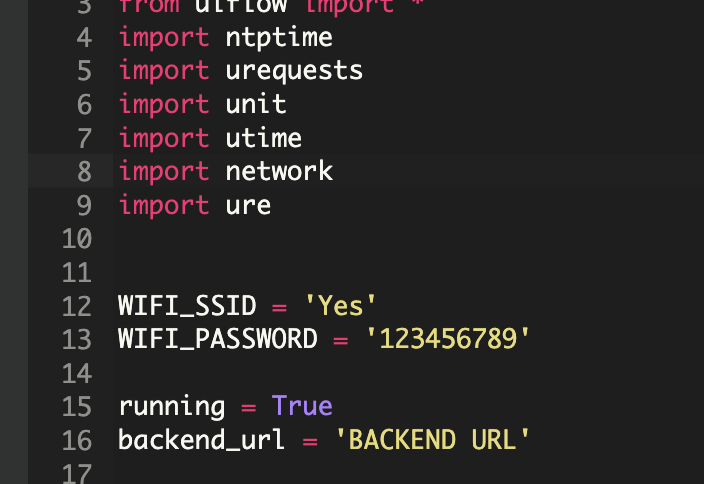 3 from uiflow import *
4 import ntptime
5 import urequests
6 import unit
7 import utime
8 import network
9 import ure
10
11
12 WIFI_SSID = 'Yes'
13 WIFI_PASSWORD = '123456789'
14
15 running = True
16 backend_url = 'BACKEND URL'
17